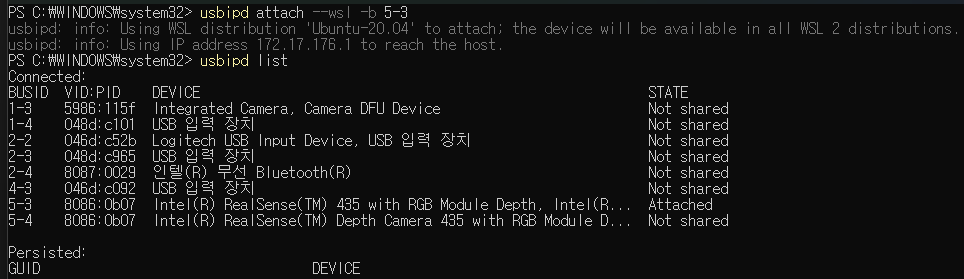 PS C:₩WINDOWS₩system32> usbipd attach --wsl -b 5-3
usbipd: info: Using WSL distribution 'Ubuntu-20.04' to attach; the device will be available in all WSL 2 distributions.
usbipd: info: Using IP address 172.17.176.1 to reach the host.
PS C:₩WINDOWS₩system32> usbipd list
Connected:
BUSID  VID:PID    DEVICE                                                        STATE
1-3    5986:115f  Integrated Camera, Camera DFU Device                          Not shared
1-4    048d:c101  USB 입력 장치                                                 Not shared
2-2    046d:c52b  Logitech USB Input Device, USB 입력 장치                      Not shared
2-3    048d:c965  USB 입력 장치                                                 Not shared
2-4    8087:0029  인텔(R) 무선 Bluetooth(R)                                     Not shared
4-3    046d:c092  USB 입력 장치                                                 Not shared
5-3    8086:0b07  Intel(R) RealSense(TM) 435 with RGB Module Depth, Intel(R...  Attached
5-4    8086:0b07  Intel(R) RealSense(TM) Depth Camera 435 with RGB Module D...  Not shared
Persisted:
GUID                                  DEVICE